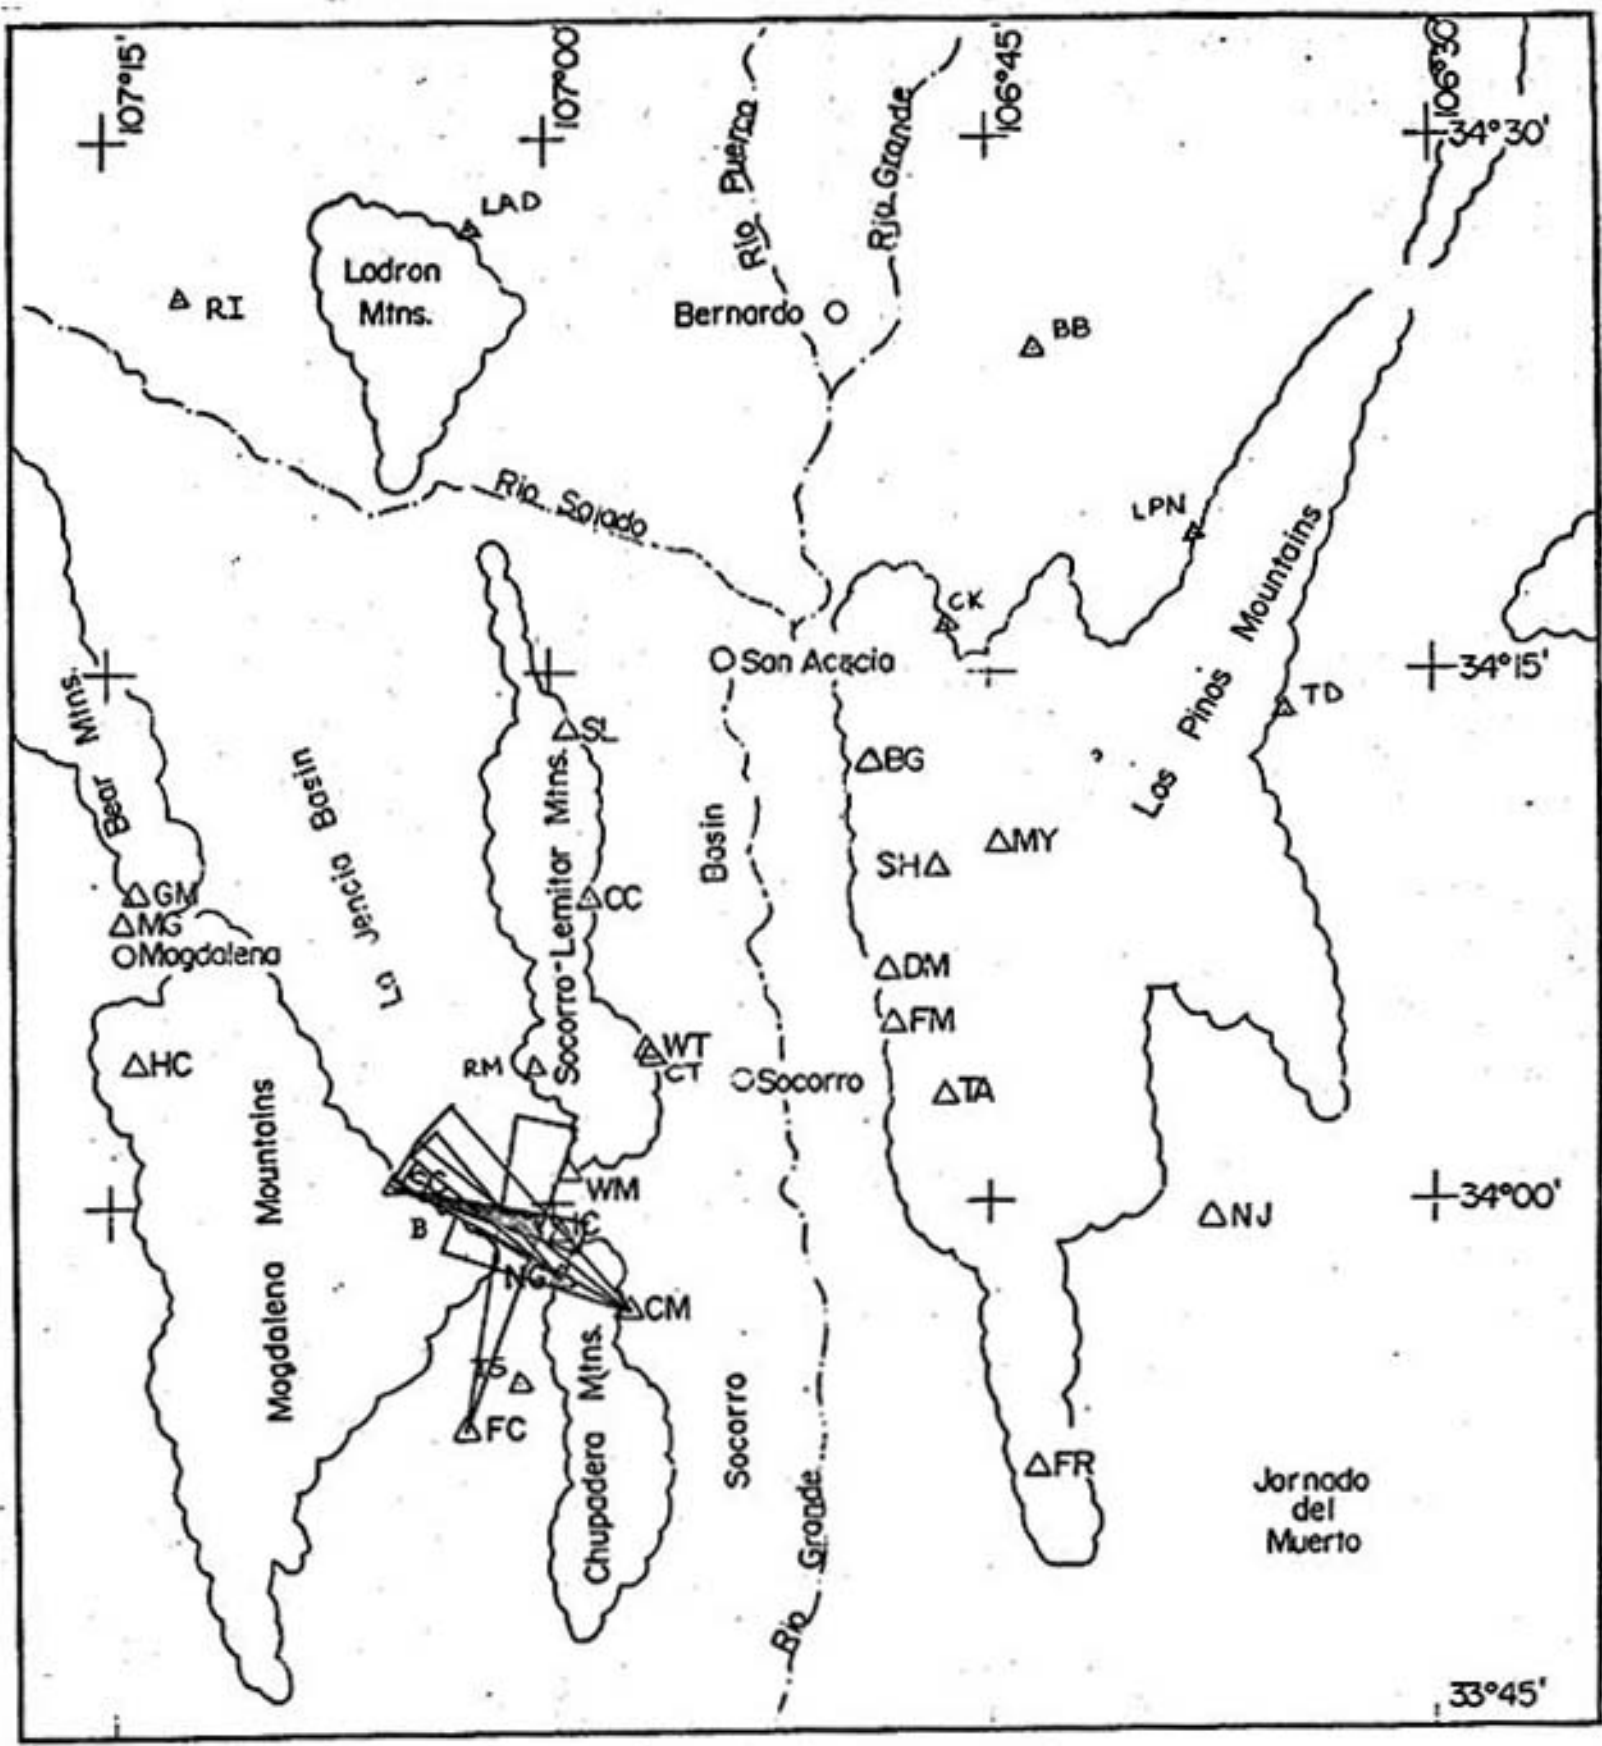 107°15'
107°00'
106°45'
106°30'
34°30'
Rio Puerco
Rio
Rio Grande
LAD
Lodron
Mtns.
RI
Bernardo
BB
Rio Salado
LPN
CK
San Acacia
34°15'
Los Pinos Mountains
TD
Bear Mtns.
SL
BG
La Jencia Basin
Socorro-Lemitar Mtns.
Basin
MY
SH
GM
CC
MG
Magdalena
DM
FM
HC
WT
RM
CT
Socorro
TA
Magdalena Mountains
WM
34°00'
NJ
B
IC
NG
CM
TS
FC
Chupadera Mtns.
Socorro
Rio Grande
FR
Jornado
del
Muerto
33°45'